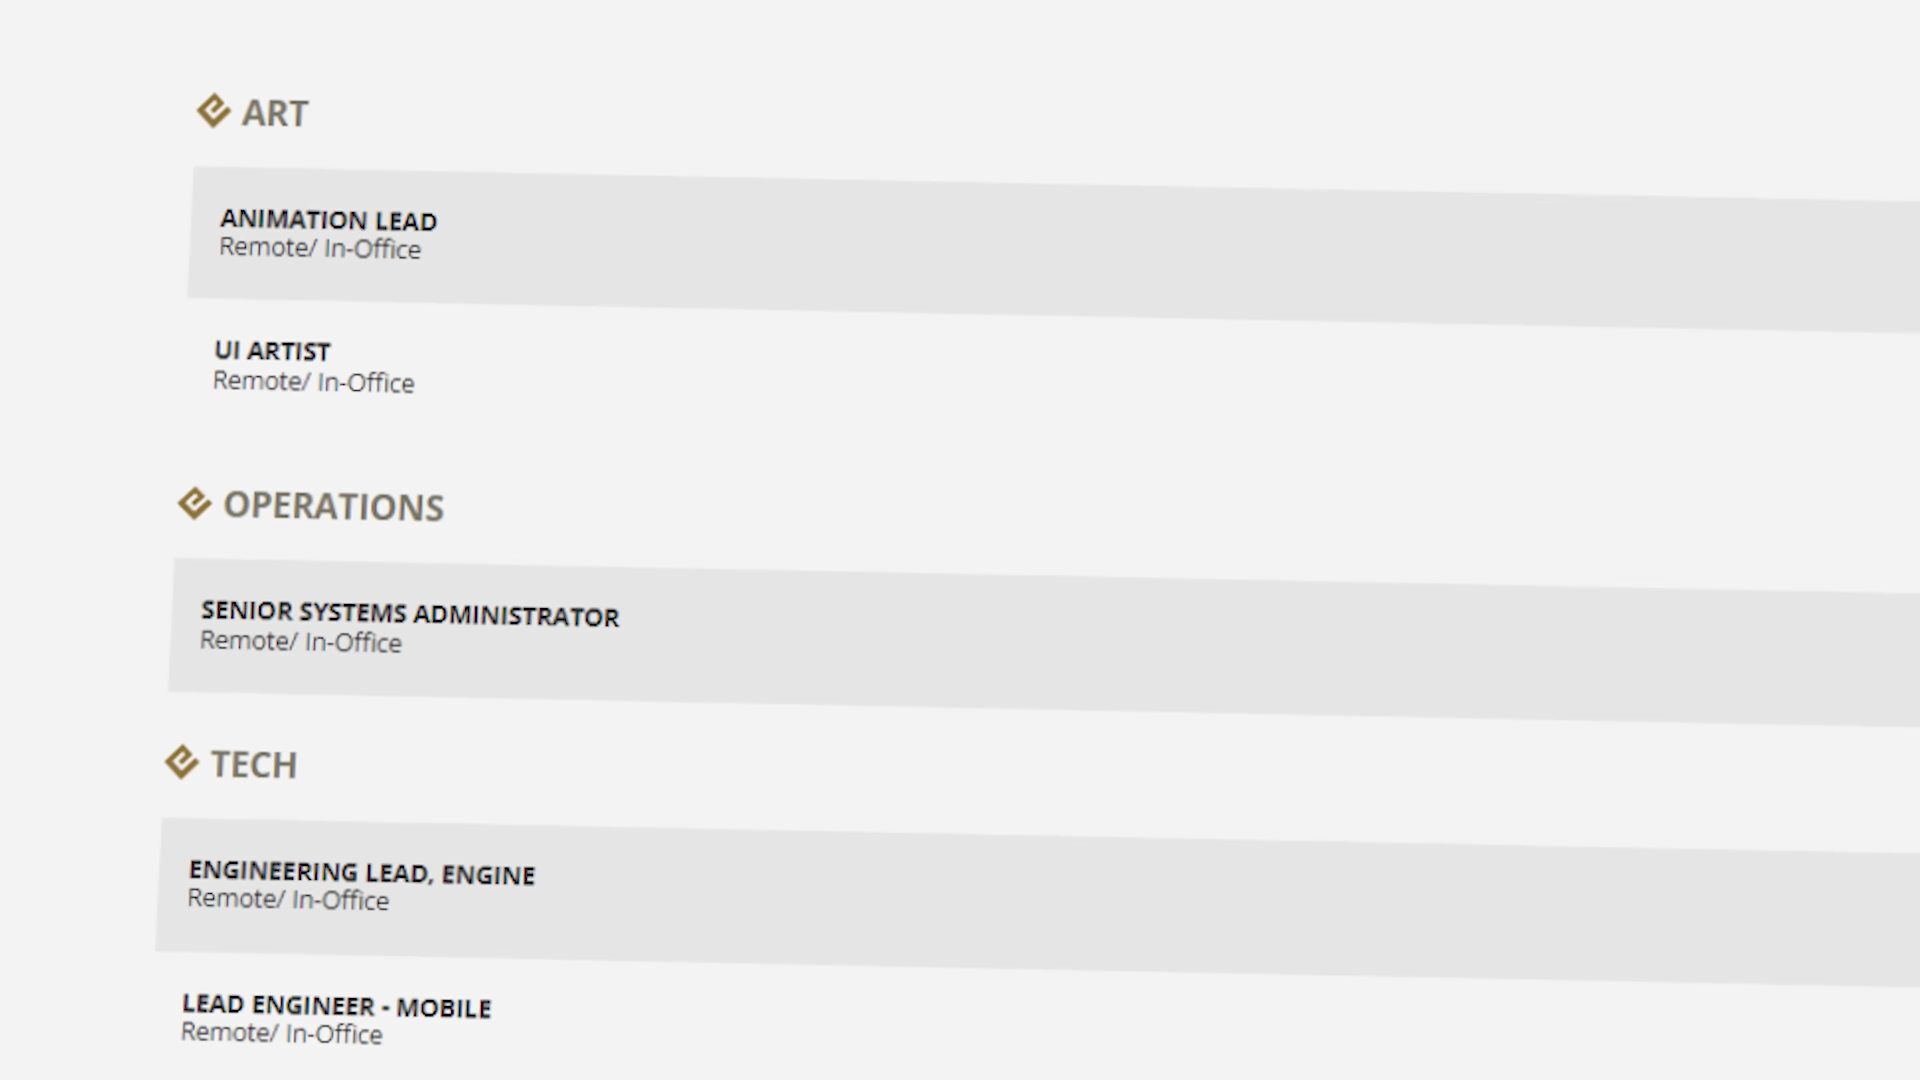 ART
ANIMATION LEAD
Remote/ In-Office
UI ARTIST
Remote/ In-Office
OPERATIONS
SENIOR SYSTEMS ADMINISTRATOR
Remote/ In-Office
TECH
ENGINEERING LEAD, ENGINE
Remote/ In-Office
LEAD ENGINEER - MOBILE
Remote/ In-Office